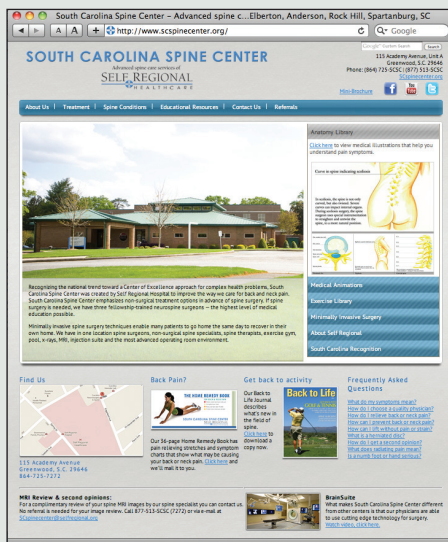 South Carolina Spine Center – Advanced spine c...Elberton, Anderson, Rock Hill, Spartanburg, SC
A A + http://www.scspinecenter.org/ Google
Search
SOUTH CAROLINA SPINE CENTER
Advanced spine care services of
SELF REGIONAL
HEALTHCARE
115 Academy Avenue, Unit A
Greenwood, S.C. 29646
Phone: (864) 725-SCSC | (877) 513-SCSC
SCspinecenter.org
Mini-Brochure
About Us | Treatment | Spine Conditions | Educational Resources | Contact Us | Referrals
Anatomy Library
Click here to view medical illustrations that help you
understand pain symptoms.
Curve in spine indicating scoliosis
Medical Animations
Exercise Library
Minimally Invasive Surgery
About Self Regional
South Carolina Recognition
Recognizing the national trend toward a Center of Excellence approach for complex health problems, South
Carolina Spine Center was created by Self Regional Hospital to improve the way we care for back and neck pain.
South Carolina Spine Center emphasizes non-surgical treatment options in advance of spine surgery. If spine
surgery is needed, we have three fellowship-trained neurospine surgeons — the highest level of medical
education possible.
Minimally invasive spine surgery techniques enable many patients to go home the same day to recover in their
own home. We have in one location spine surgeons, non-surgical spine specialists, spine therapists, exercise gym,
pool, x-rays, MRI, injection suite and the most advanced operating room environment.
Find Us
115 Academy Avenue
Greenwood, S.C. 29646
864-725-7272
Back Pain?
THE HOME REMEDY BOOK
Our 36-page Home Remedy Book has
pain relieving stretches and symptom
charts that show what may be causing
your back or neck pain. Click here and
we'll mail it to you.
Get back to activity
Our Back to
Life Journal
describes
what's new in
the field of
spine.
Click here to
download a
copy now.
Back to Life
Frequently Asked
Questions
What do my symptoms mean?
How do I choose a quality physician?
How do I relieve back or neck pain?
How can I prevent back or neck pain?
How can I lift without pain or strain?
What is a herniated disc?
How do I get a second opinion?
What does radiating pain mean?
Is a numb foot or hand serious?
MRI Review & second opinions:
For a complimentary review of your spine MRI images by our spine specialist you can contact us.
No referral is needed for your image review. Call 877-513-SCSC (7272) or via e-mail at
SCspinecenter@selfregional.org
BrainSuite
What makes South Carolina Spine Center different
from other centers is that our physicians are able
to use cutting edge technology for surgery.
Watch video, click here.